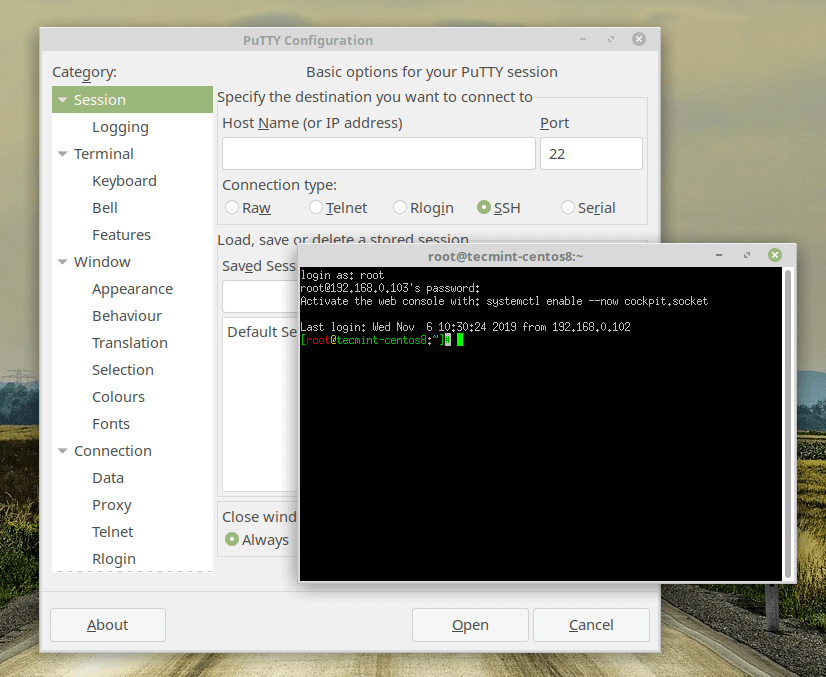 PuTTY Configuration
Category:
Session
Logging
Terminal
Keyboard
Bell
Features
Window
Appearance
Behaviour
Translation
Selection
Colours
Fonts
Connection
Data
Proxy
Telnet
Rlogin
Basic options for your PuTTY session
Specify the destination you want to connect to
Host Name (or IP address) Port
22
Connection type:
Raw Telnet Rlogin SSH Serial
Load, save or delete a stored session
Saved Sess
Default Se
Close wind
Always
About Open Cancel
root@tecmint-centos8:~
login as: root
root@192.168.0.103's password:
Activate the web console with: systemctl enable --now cockpit.socket
Last login: Wed Nov  6 10:30:24 2019 from 192.168.0.102
[root@tecmint-centos8:~]#